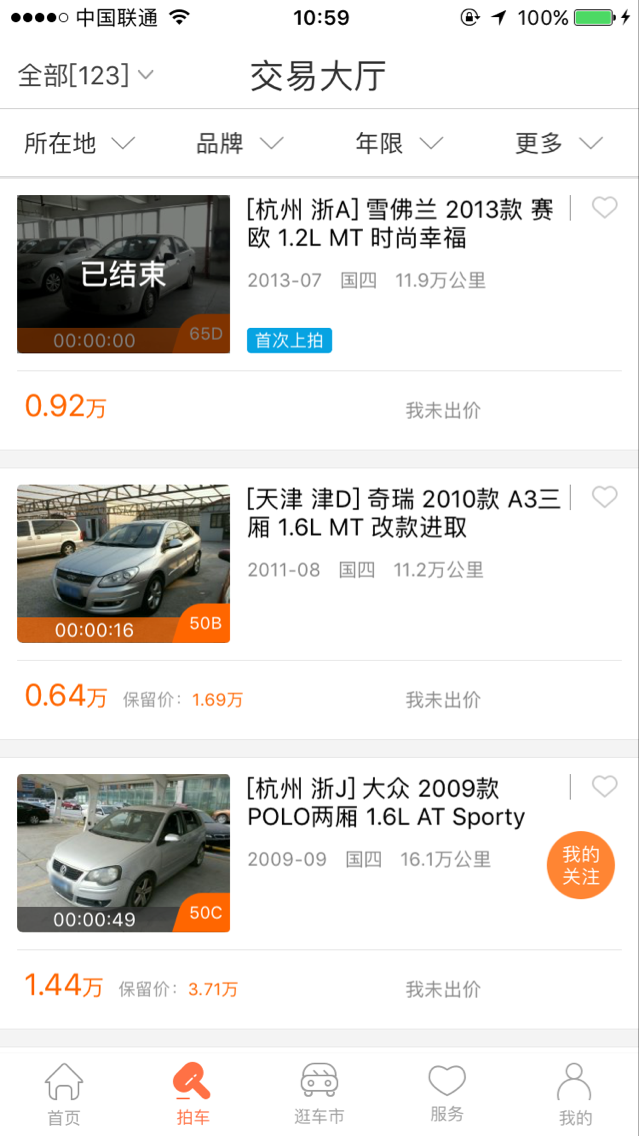 中国联通 10:59 100%
全部[123] 交易大厅
所在地 品牌 年限 更多
[杭州 浙A] 雪佛兰 2013款 赛
欧 1.2L MT 时尚幸福
已结束
2013-07 国四 11.9万公里
00:00:00 65D
首次上拍
0.92万 我未出价
[天津 津D] 奇瑞 2010款 A3三
厢 1.6L MT 改款进取
2011-08 国四 11.2万公里
00:00:16 50B
0.64万 保留价: 1.69万 我未出价
[杭州 浙J] 大众 2009款
POLO两厢 1.6L AT Sporty
2009-09 国四 16.1万公里
我的
关注
00:00:49 50C
1.44万 保留价: 3.71万 我未出价
首页 拍车 逛车市 服务 我的